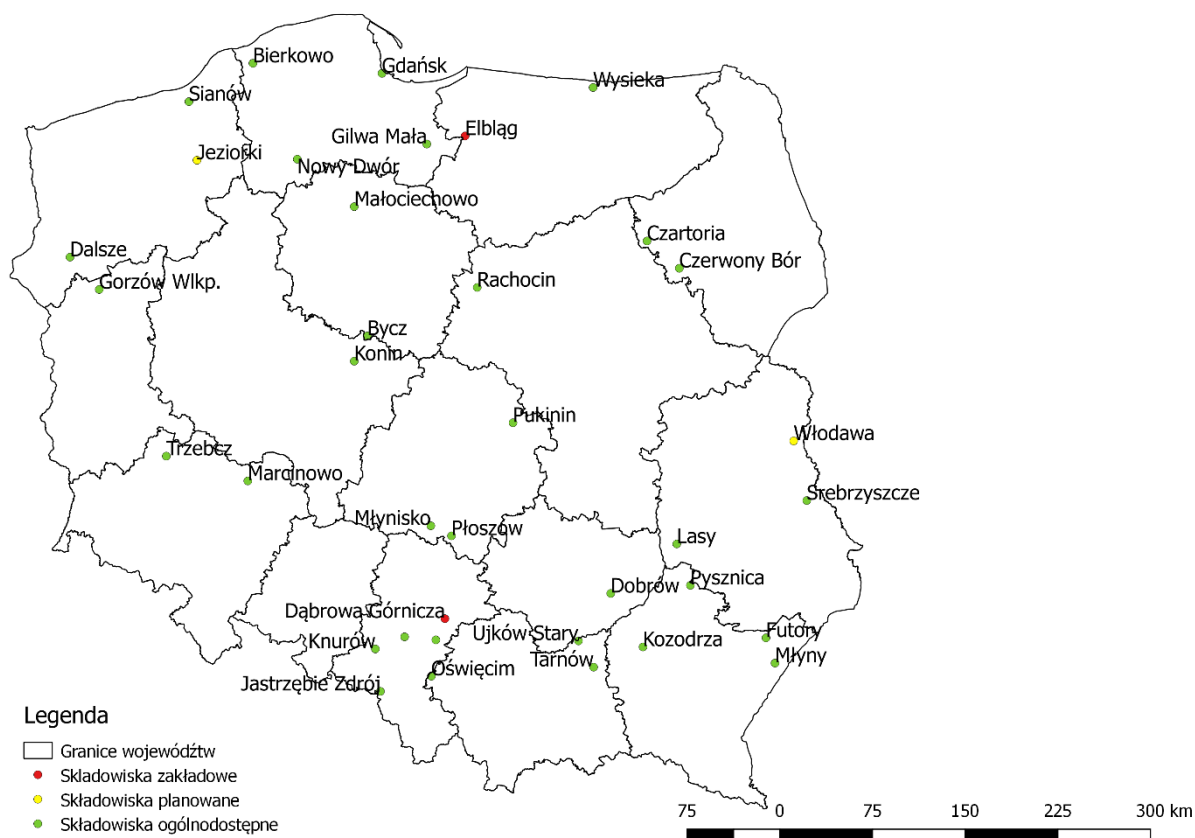 Bierkowo
Gdańsk
Wysieka
Sianów
Gilwa Mała
Elbląg
Jeziorki
Nowy Dwór
Małociechowo
Czartoria
Dalsze
Czerwony Bór
Gorzów Wlkp.
Rachocin
Bycz
Konin
Pukinin
Włodawa
Trzebcz
Marcinowo
Srebrzyszcze
Młynisko
Płoszów
Lasy
Pysznica
Dobrów
Dąbrowa Górnicza
Ujków Stary
Futory
Knurów
Kozodrza
Tarnów
Młyny
Oświęcim
Jastrzębie Zdrój
Legenda
Granice województw
Skladowiska zakładowe
Składowiska planowane
Składowiska ogólnodostępne
75 0 75 150 225 300 km